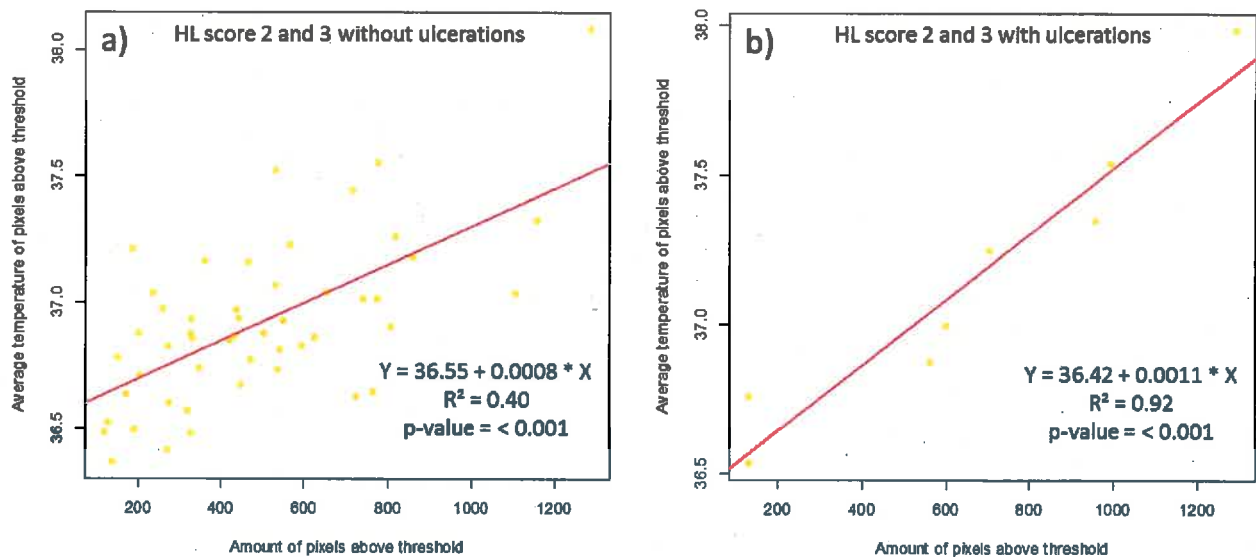 a) HL score 2 and 3 without ulcerations
Average temperature of pixels above threshold
38.0
37.5
37.0
36.5
Y = 36.55 + 0.0008 * X
R² = 0.40
p-value = < 0.001
200 400 600 800 1000 1200
Amount of pixels above threshold
b) HL score 2 and 3 with ulcerations
Average temperature of pixels above threshold
38.0
37.5
37.0
36.5
Y = 36.42 + 0.0011 * X
R² = 0.92
p-value = < 0.001
200 400 600 800 1000 1200
Amount of pixels above threshold